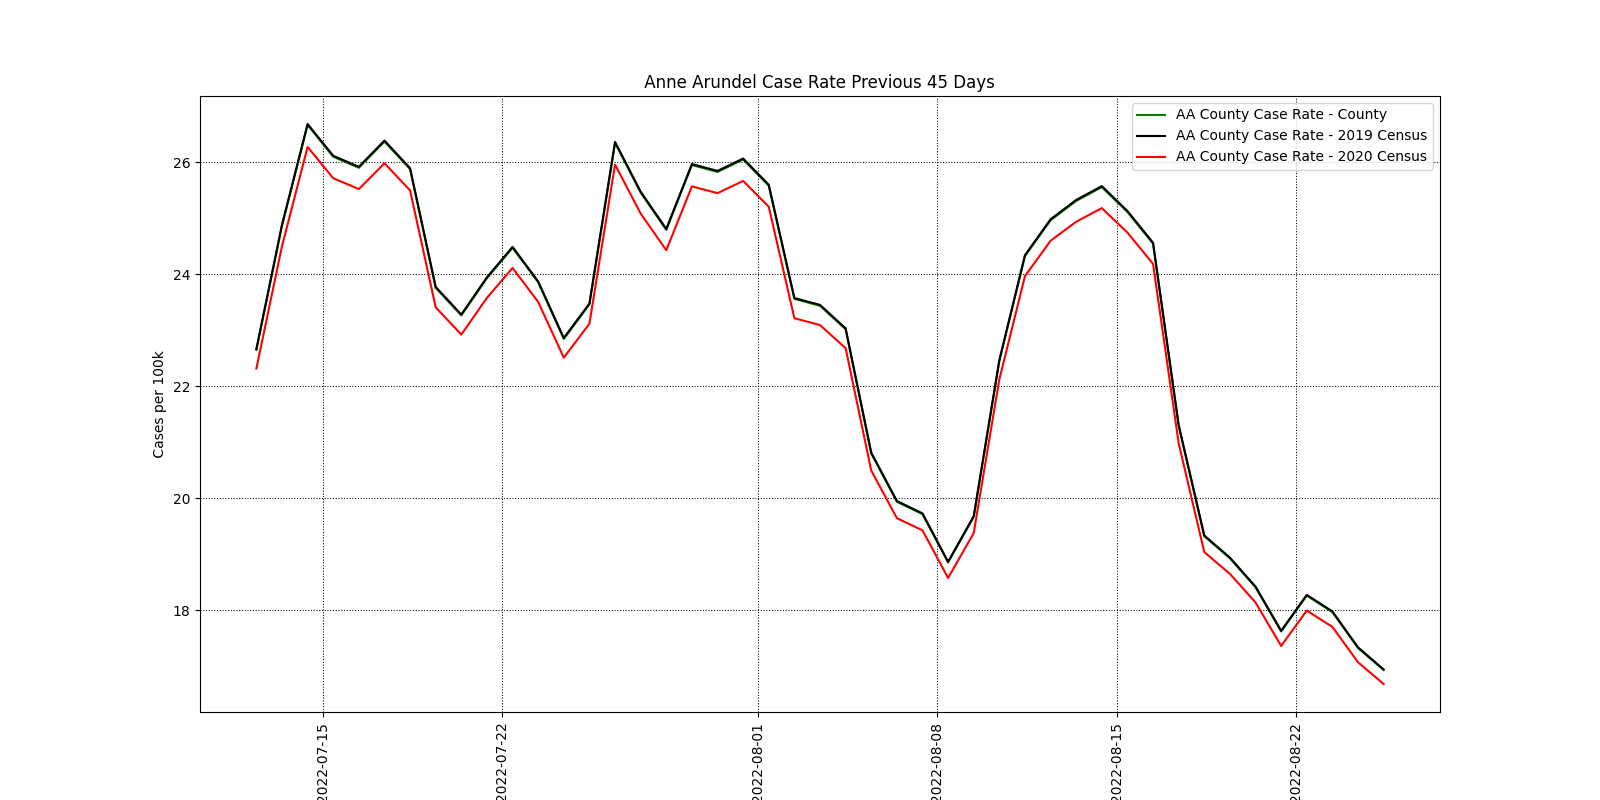 Anne Arundel Case Rate Previous 45 Days
AA County Case Rate - County
AA County Case Rate - 2019 Census
AA County Case Rate - 2020 Census
Cases per 100k
26
24
22
20
18
2022-07-15
2022-07-22
2022-08-01
2022-08-08
2022-08-15
2022-08-22